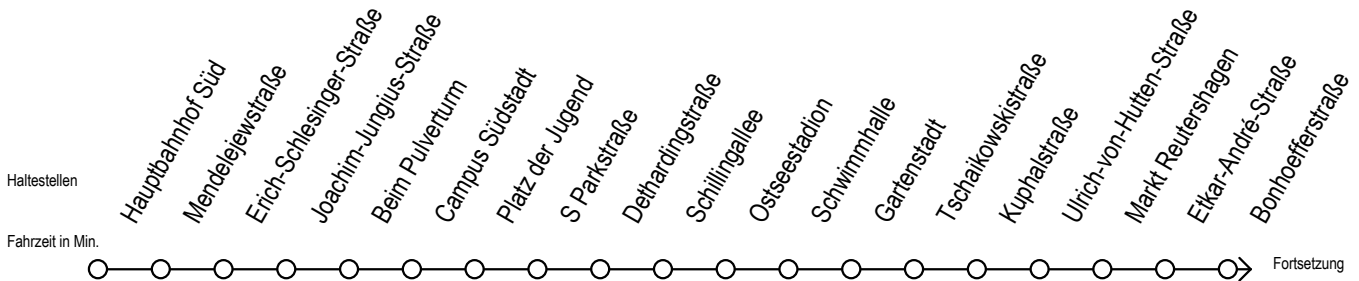 Haltestellen
Hauptbahnhof Süd
Mendelejewstraße
Erich-Schlesinger-Straße
Joachim-Jungius-Straße
Beim Pulverturm
Campus Südstadt
Platz der Jugend
S Parkstraße
Dethardingstraße
Schillingallee
Ostseestadion
Schwimmhalle
Gartenstadt
Tschaikowskistraße
Kuphalstraße
Ulrich-von-Hutten-Straße
Markt Reutershagen
Etkar-André-Straße
Bonhoefferstraße
Fahrzeit in Min.
Fortsetzung